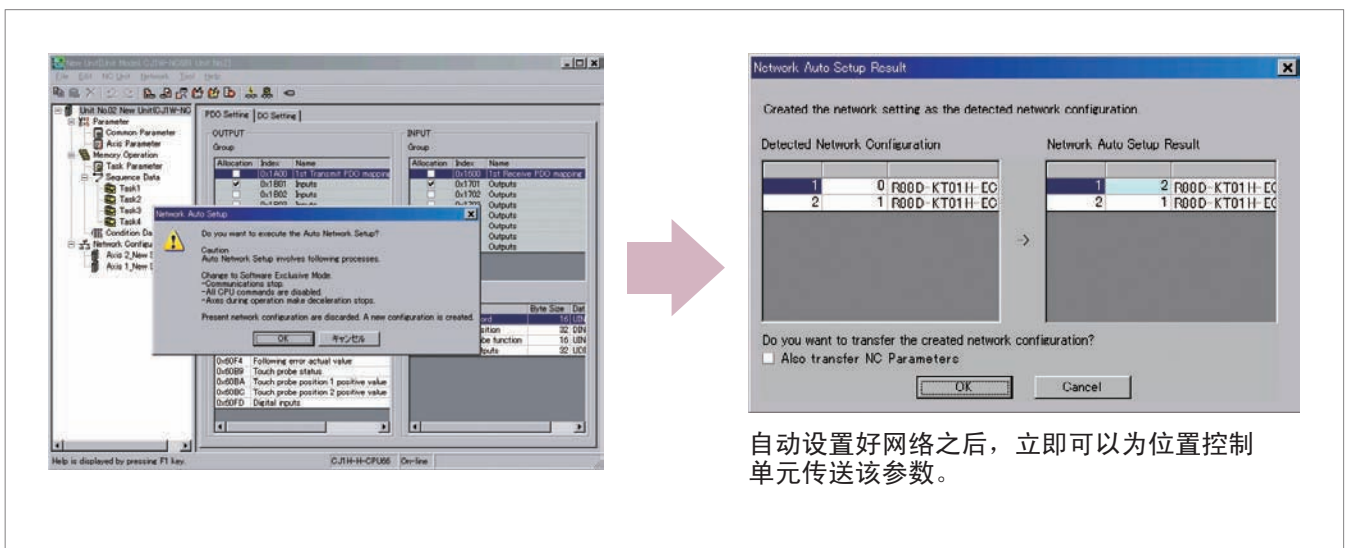 New Unit(Unit Model CJ1W-NC881 Unit No.2)
File Edit NC Unit Network Tool Help
Unit No.02 New Unit(CJ1W-NC
Parameter
Common Parameter
Axis Parameter
Memory Operation
Task Parameter
Sequence Data
Task1
Task2
Task3
Task4
Condition Da
Network Configu
Axis 2_New
Axis 1_New
PDO Setting DC Setting
OUTPUT
Group
Allocation Index Name
0x1A00 1st Transmit PDO mapping
0x1B01 Inputs
0x1B02 Inputs
INPUT
Group
Allocation Index Name
0x1600 1st Receive PDO mapping
0x1701 Outputs
0x1702 Outputs
Outputs
Outputs
Outputs
Outputs
Outputs
Network Auto Setup
Do you want to execute the Auto Network Setup?
Caution
Auto Network Setup involves following processes.
Change to Software Exclusive Mode.
-Communications stop.
-All CPU commands are disabled.
-Axes during operation make deceleration stops.
Present network configuration are discarded. A new configuration is created.
OK キャンセル
Byte Size Dat
ord 16 UIN
sition 32 DIN
be function 16 UIN
tputs 32 UDI
0x60F4 Following error actual value
0x60B9 Touch probe status
0x60BA Touch probe position 1 positive value
0x60BC Touch probe position 2 positive value
0x60FD Digital inputs
Help is displayed by pressing F1 key.
CJ1H-H-CPU66 On-line
Network Auto Setup Result
Created the network setting as the detected network configuration.
Detected Network Configuration
1 0 R88D-KT01H-EC
2 1 R88D-KT01H-EC
->
Network Auto Setup Result
1 2 R88D-KT01H-EC
2 1 R88D-KT01H-EC
Do you want to transfer the created network configuration?
Also transfer NC Parameters
OK Cancel
自动设置好网络之后，立即可以为位置控制
单元传送该参数。